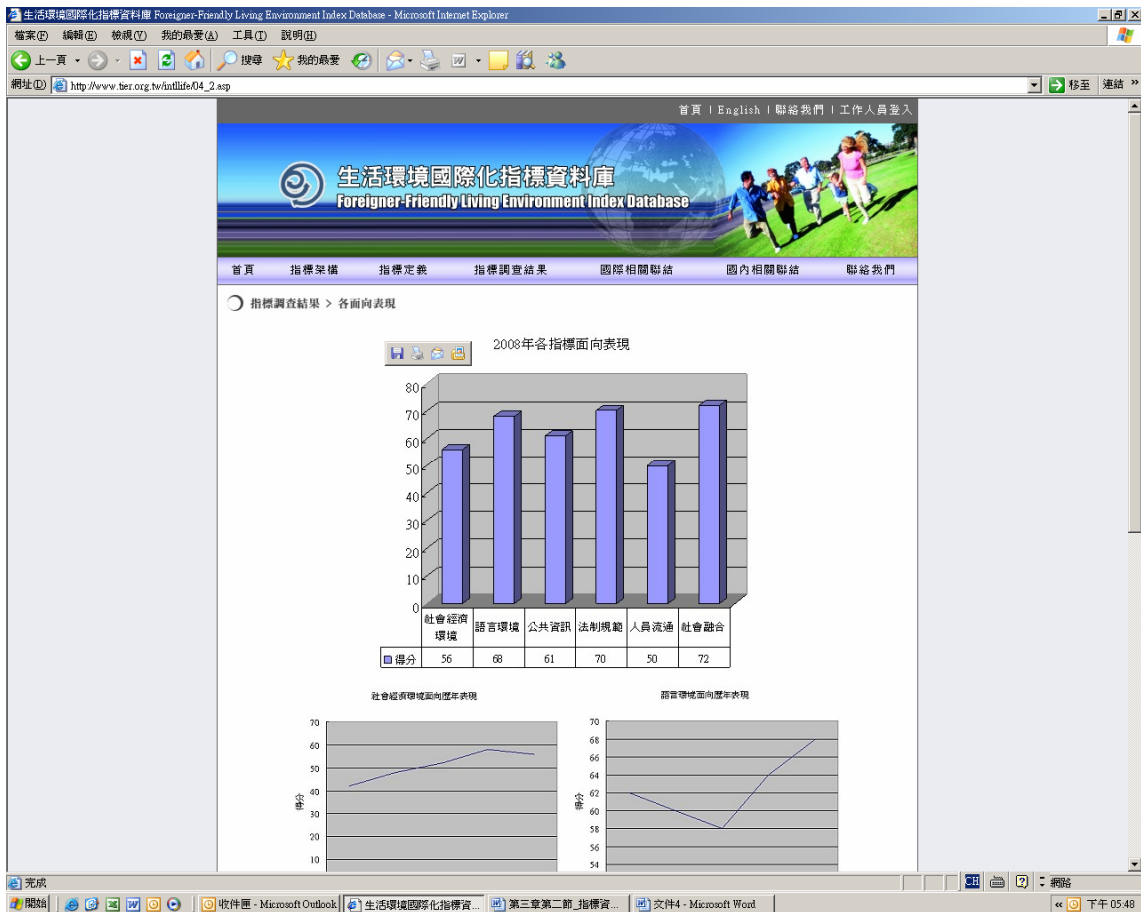 生活環境國際化指標資料庫 Foreigner-Friendly Living Environment Index Database - Microsoft Internet Explorer
檔案(F) 編輯(E) 檢視(V) 我的最愛(A) 工具(T) 說明(H)
上一頁 搜尋 我的最愛
網址(D) http://www.tier.org.tw/intllife/04_2.asp 移至 連結 »
首頁 | English | 聯絡我們 | 工作人員登入
生活環境國際化指標資料庫
Foreigner-Friendly Living Environment Index Database
首頁 指標架構 指標定義 指標調查結果 國際相關聯結 國內相關聯結 聯絡我們
指標調查結果 > 各面向表現
2008年各指標面向表現
80
70
60
50
40
30
20
10
0
社會經濟環境 語言環境 公共資訊 法制規範 人員流通 社會融合
得分 56 68 61 70 50 72
社會經濟環境面向歷年表現
70
60
50
40
30
20
10
得分
語言環境面向歷年表現
70
68
66
64
62
60
58
56
54
得分
完成 CH 網路
開始 收件匣 - Microsoft Outlook 生活環境國際化指標資... 第三章第二節_指標資... 文件4 - Microsoft Word « 下午 05:48